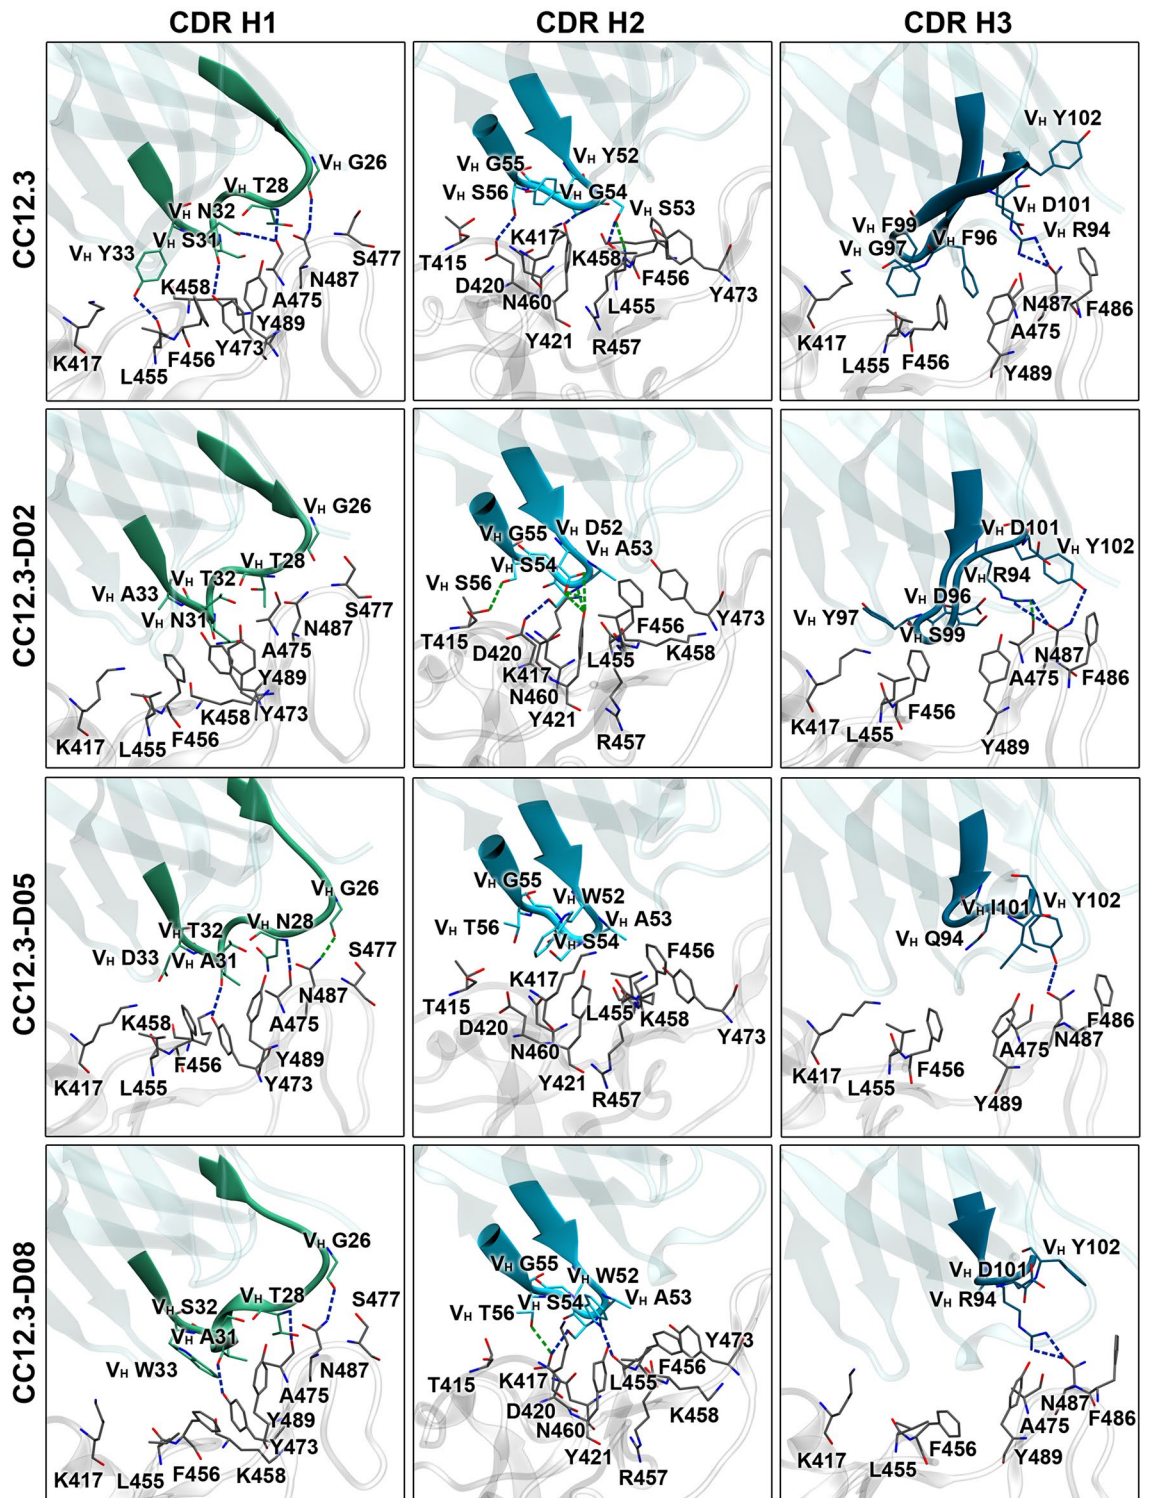 CDR H1
CDR H2
CDR H3
CC12.3
VH G26
VH T28
VH N32
VH S31
VH Y33
S477
K458
N487
A475
Y489
K417
F456
Y473
L455
VH Y52
VH G55
VH S56
VH G54
VH S53
K417
T415
K458
F456
D420
Y473
N460
L455
Y421
R457
VH Y102
VH D101
VH F99
VH R94
VH G97
VH F96
N487
F486
A475
K417
L455
F456
Y489
CC12.3-D02
VH G26
VH T28
VH T32
VH A33
VH N31
S477
N487
A475
Y489
K458
Y473
F456
K417
L455
VH G55
VH D52
VH A53
VH S54
VH S56
Y473
F456
T415
D420
L455
K458
K417
N460
Y421
R457
VH D101
VH Y102
VH R94
VH D96
VH Y97
VH S99
N487
A475
F486
F456
K417
L455
Y489
CC12.3-D05
VH G26
VH N28
VH T32
VH D33
VH A31
S477
N487
A475
K458
F456
Y489
K417
L455
Y473
VH G55
VH W52
VH A53
VH T56
VH S54
F456
K417
T415
L455
K458
D420
Y473
N460
Y421
R457
VH Y102
VH I101
VH Q94
F486
N487
A475
F456
K417
L455
Y489
CC12.3-D08
VH G26
VH T28
VH S32
S477
VH A31
VH W33
N487
A475
Y489
Y473
F456
K417
L455
K458
VH G55
VH W52
VH A53
VH S54
VH T56
Y473
F456
T415
K417
L455
D420
K458
N460
Y421
R457
VH Y102
VH D101
VH R94
N487
F486
A475
F456
Y489
K417
L455